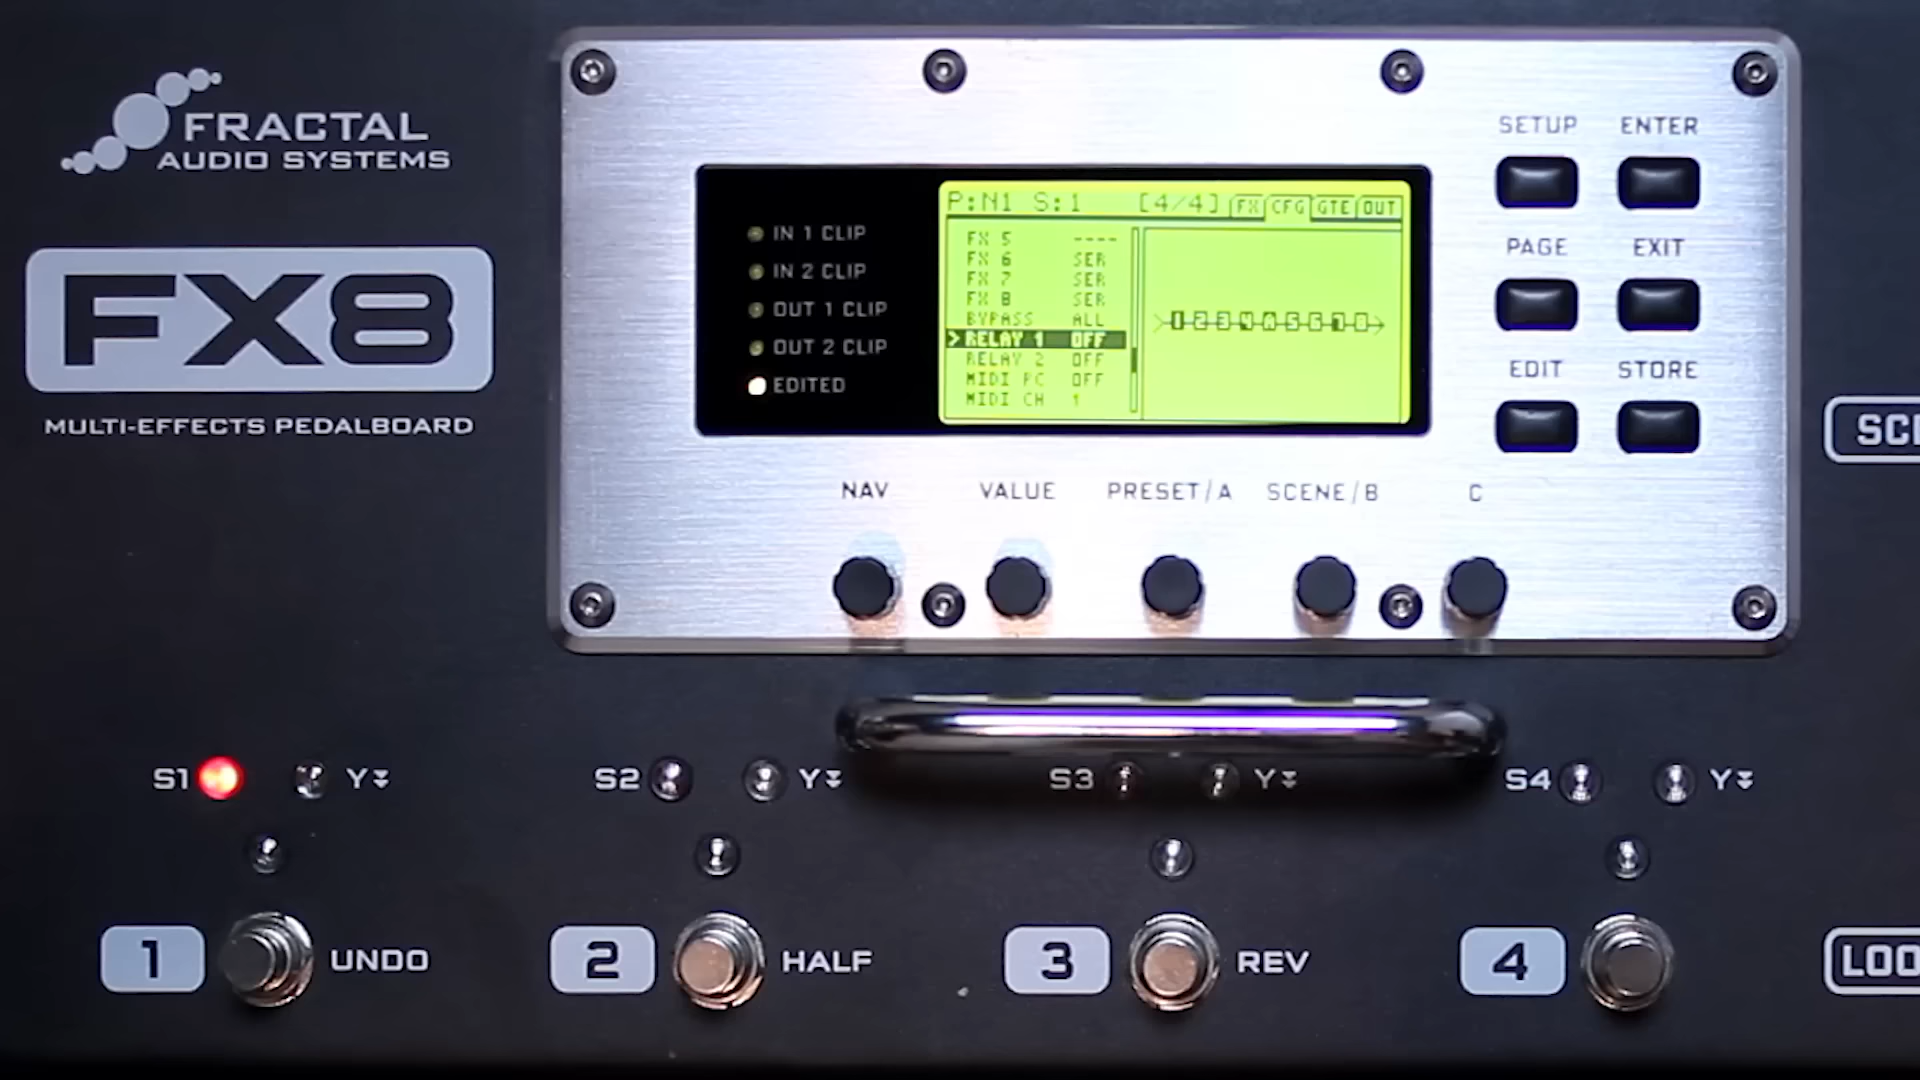 FRACTAL
AUDIO SYSTEMS
FX8
MULTI-EFFECTS PEDALBOARD
IN 1 CLIP
IN 2 CLIP
OUT 1 CLIP
OUT 2 CLIP
EDITED
P:N1 S:1 [4/4] FX CFG GTE OUT
FX 5 ----
FX 6 SER
FX 7 SER
FX 8 SER
BYPASS ALL
>RELAY 1 OFF
RELAY 2 OFF
MIDI PC OFF
MIDI CH 1
SETUP ENTER
PAGE EXIT
EDIT STORE
NAV VALUE PRESET/A SCENE/B C
S1 Y S2 Y S3 Y S4 Y
1 UNDO 2 HALF 3 REV 4